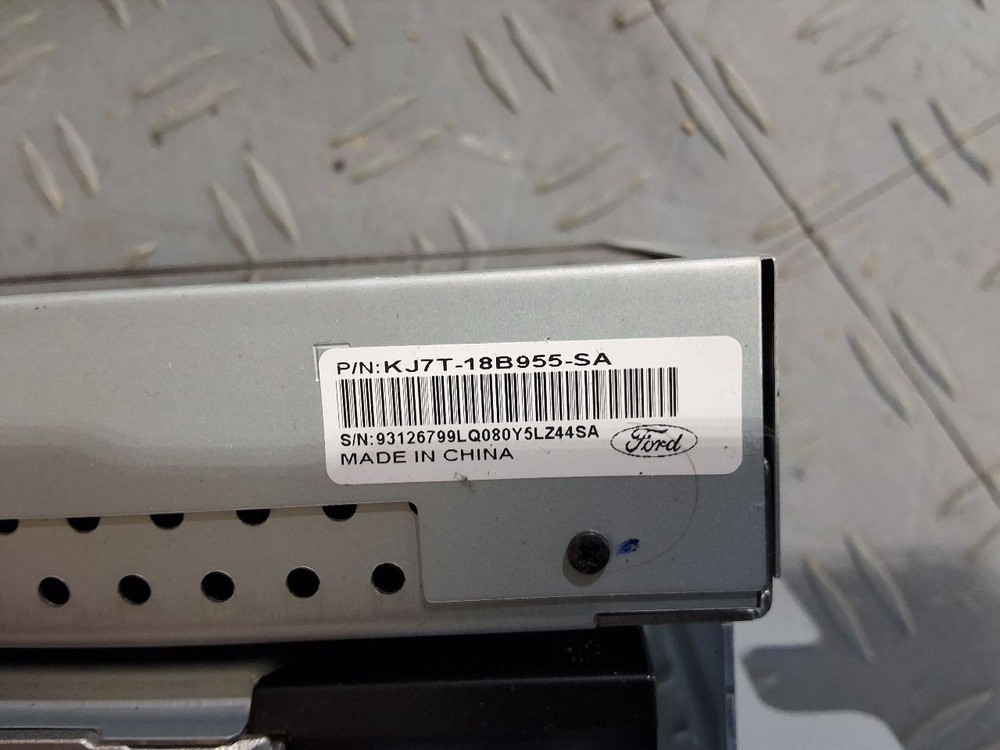 P/N:KJ7T-18B955-SA
S/N:93126799LQ080Y5LZ44SA
Ford
MADE IN CHINA